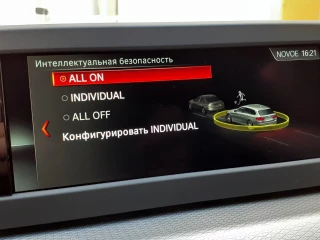 Интеллектуальная безопасность
NOVOE 16:21
ALL ON
INDIVIDUAL
ALL OFF
Конфигурировать INDIVIDUAL